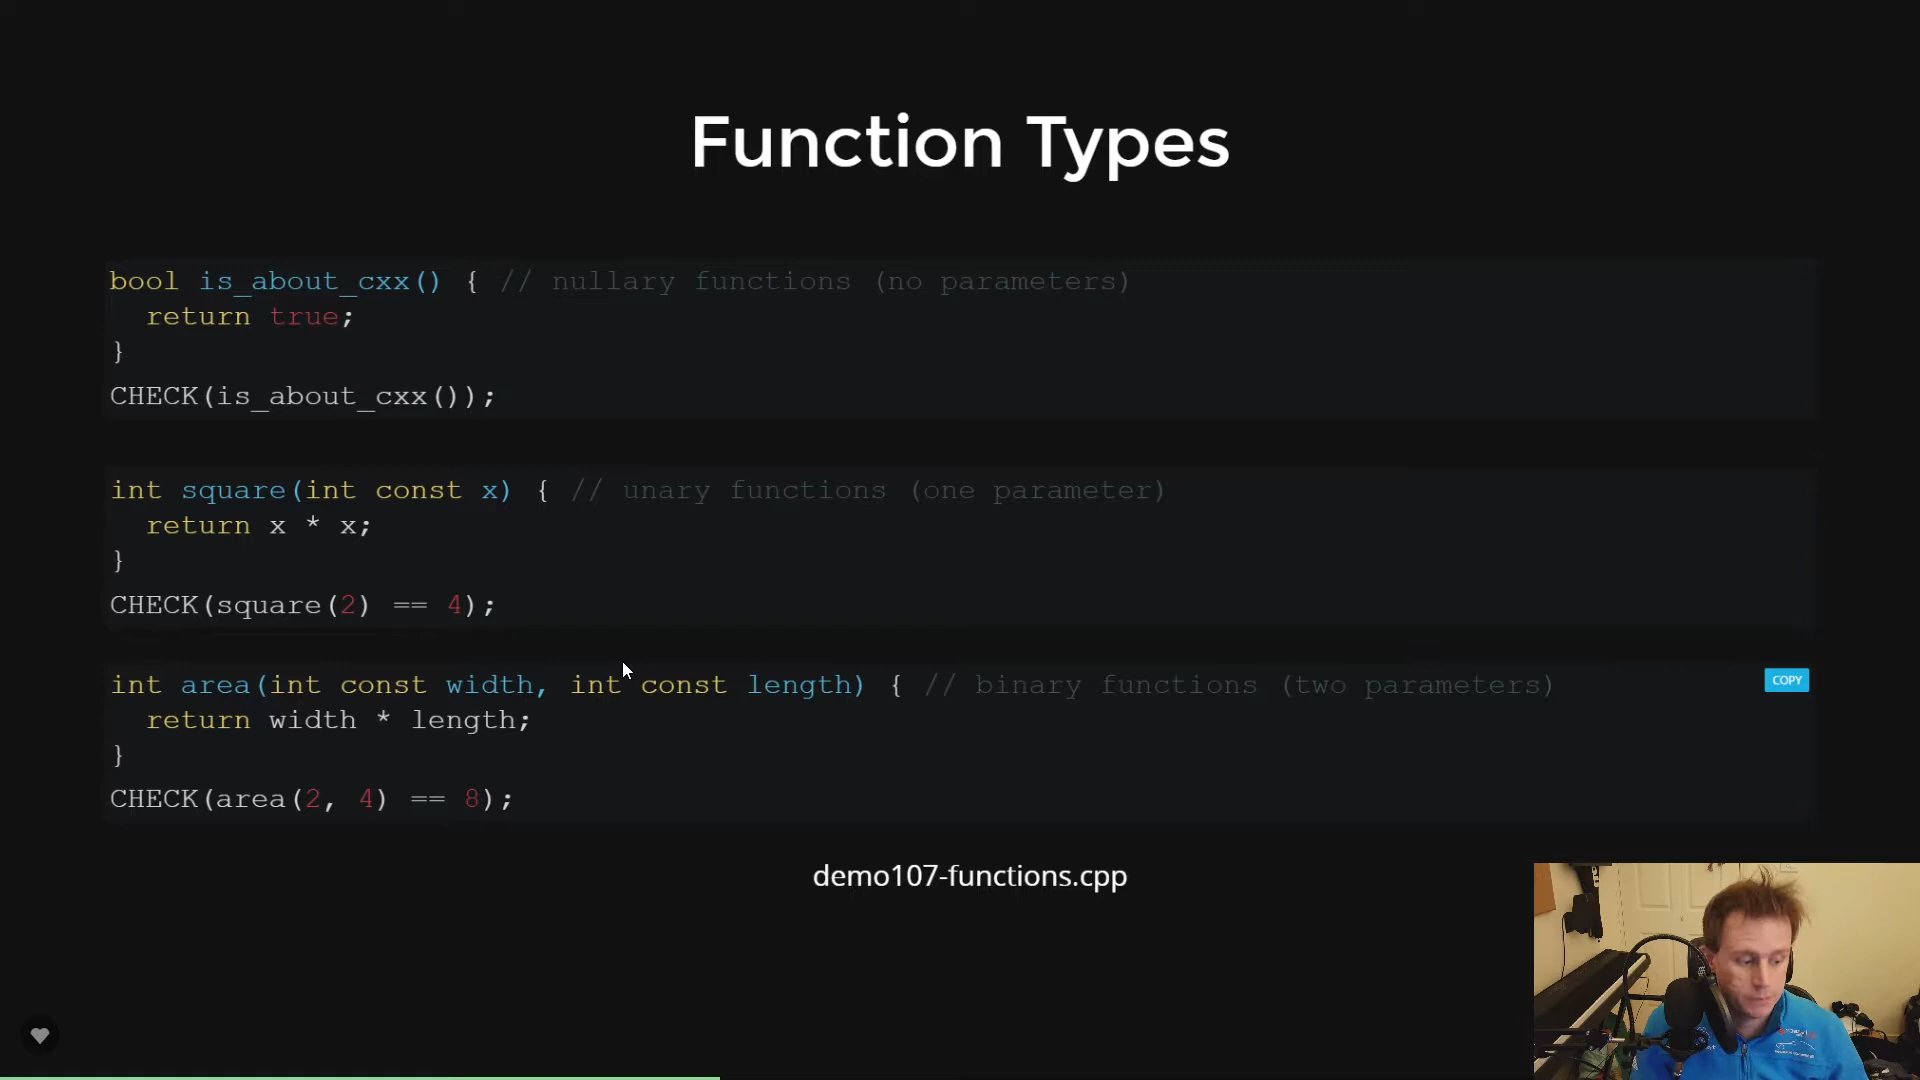 Function Types
bool is_about_cxx() { // nullary functions (no parameters)
  return true;
}
CHECK(is_about_cxx());
int square(int const x) { // unary functions (one parameter)
  return x * x;
}
CHECK(square(2) == 4);
int area(int const width, int const length) { // binary functions (two parameters)
COPY
  return width * length;
}
CHECK(area(2, 4) == 8);
demo107-functions.cpp